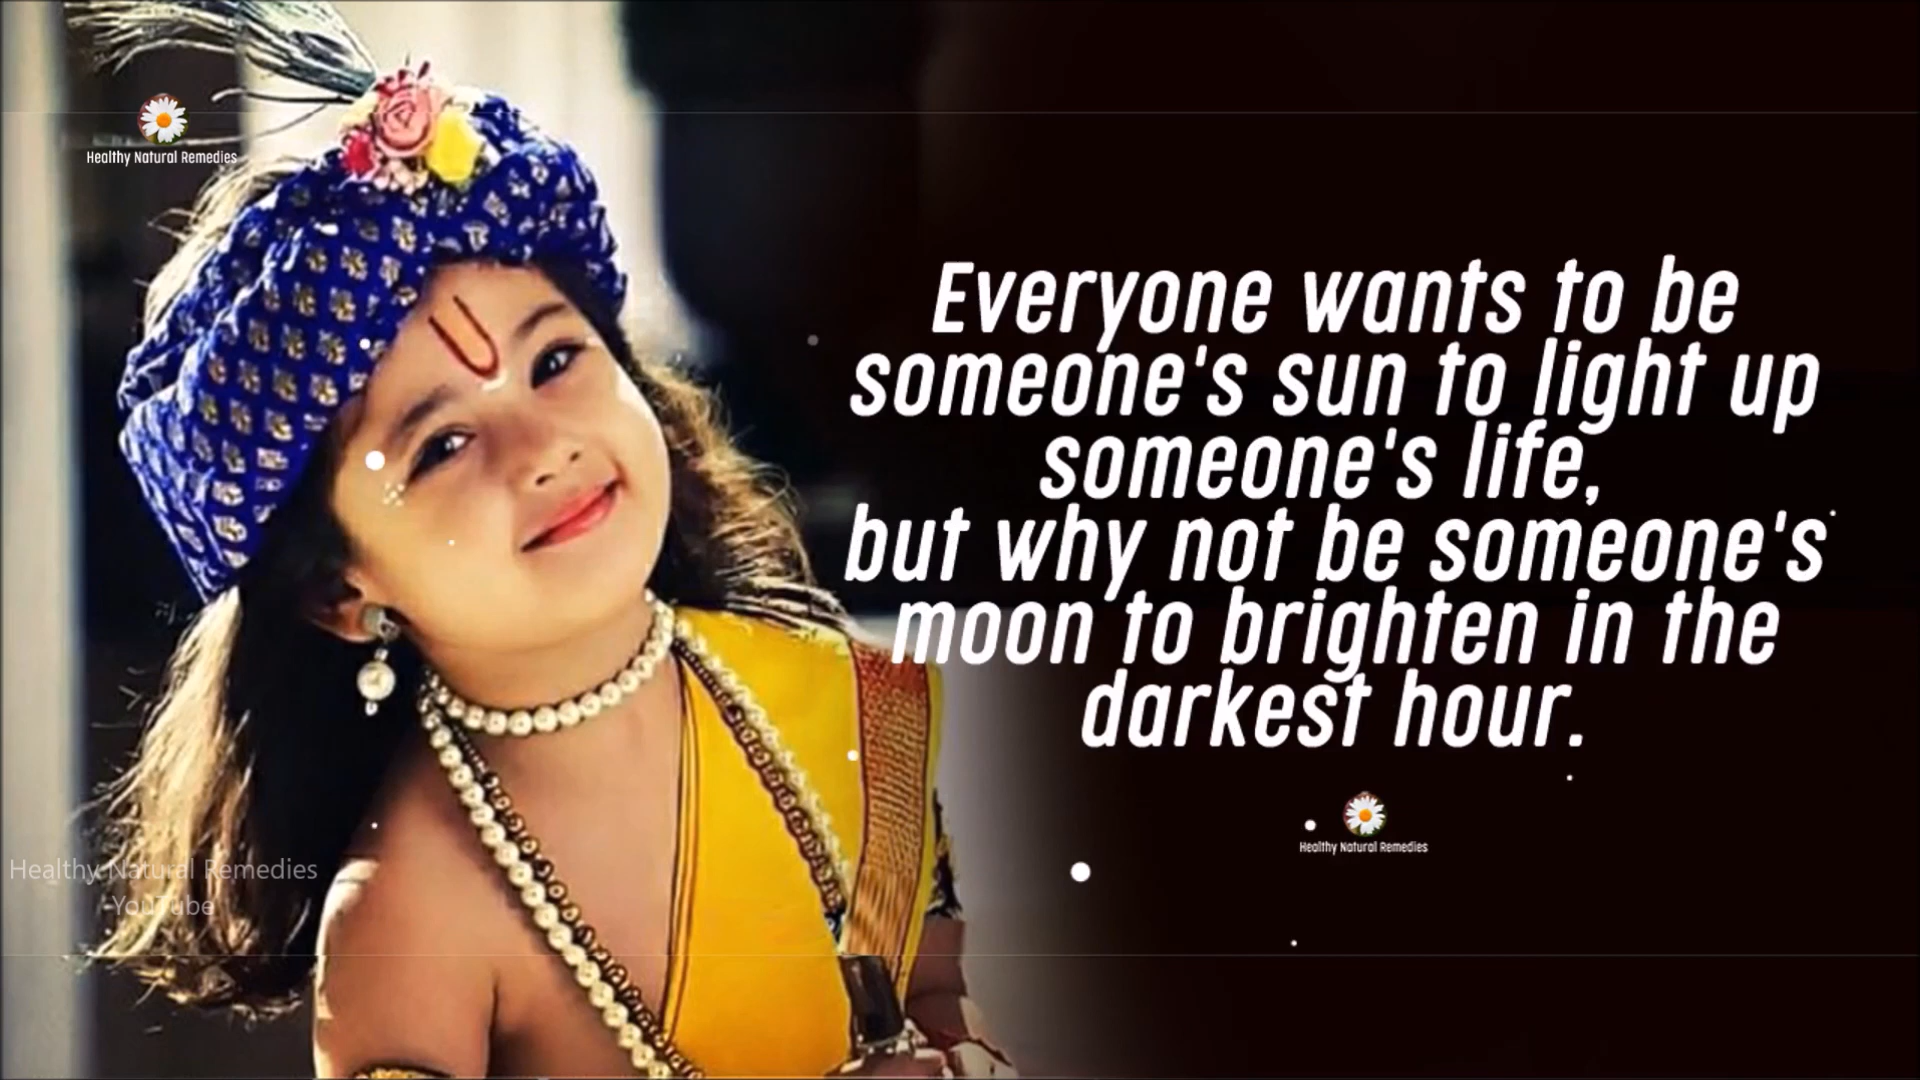 Healthy Natural Remedies
Everyone wants to be
someone's sun to light up
someone's life,
but why not be someone's
moon to brighten in the
darkest hour.
Healthy Natural Remedies
Healthy Natural Remedies
YouTube